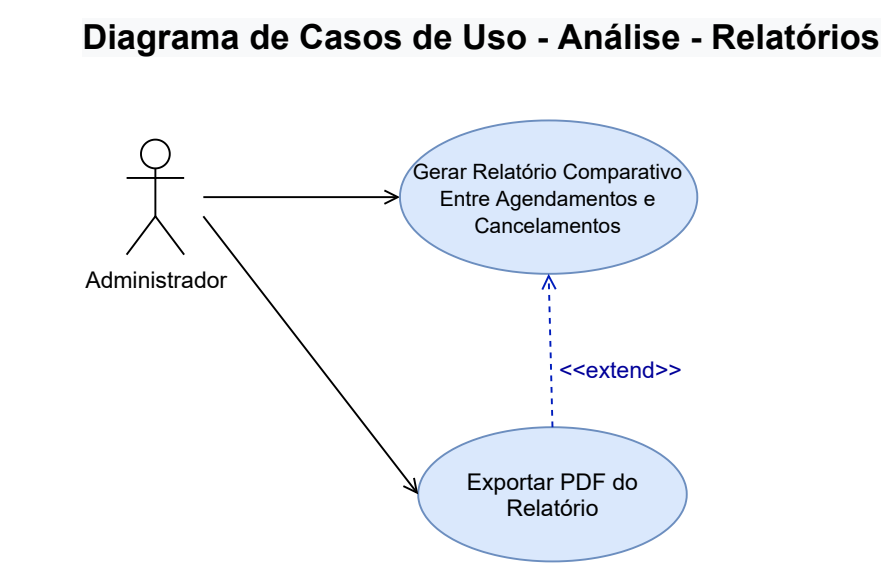 Diagrama de Casos de Uso - Análise - Relatórios
Gerar Relatório Comparativo
Entre Agendamentos e
Cancelamentos
Administrador
<<extend>>
Exportar PDF do
Relatório